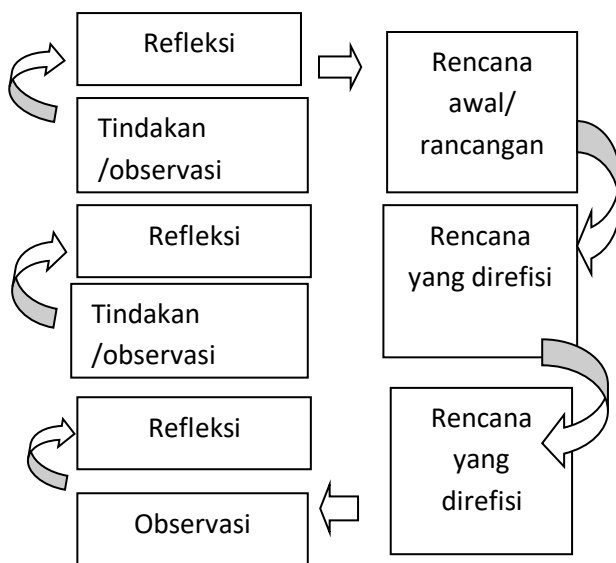 Refleksi
Tindakan
/observasi
Rencana
awal/
rancangan
Refleksi
Tindakan
/observasi
Rencana
yang direfisi
Refleksi
Observasi
Rencana
yang
direfisi